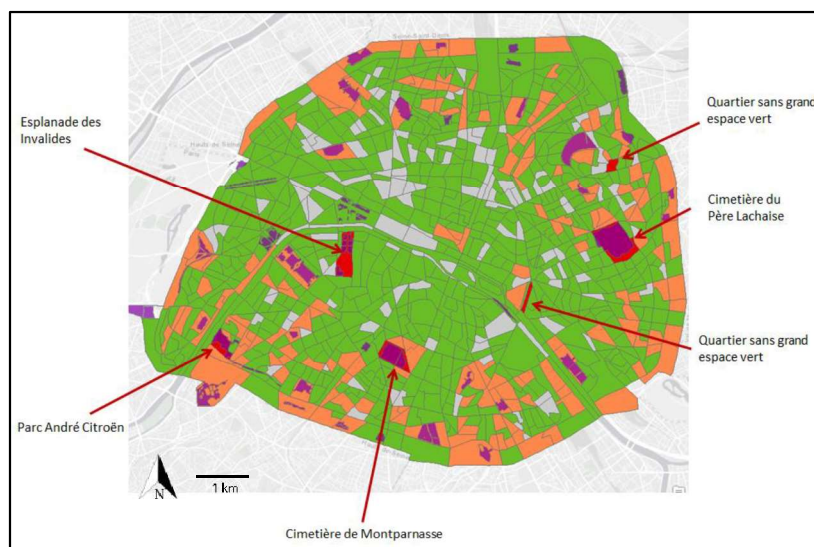 Esplanade des
Invalides
Quartier sans grand
espace vert
Cimetière du
Père Lachaise
Quartier sans grand
espace vert
Parc André Citroën
Cimetière de Montparnasse
N
1 km